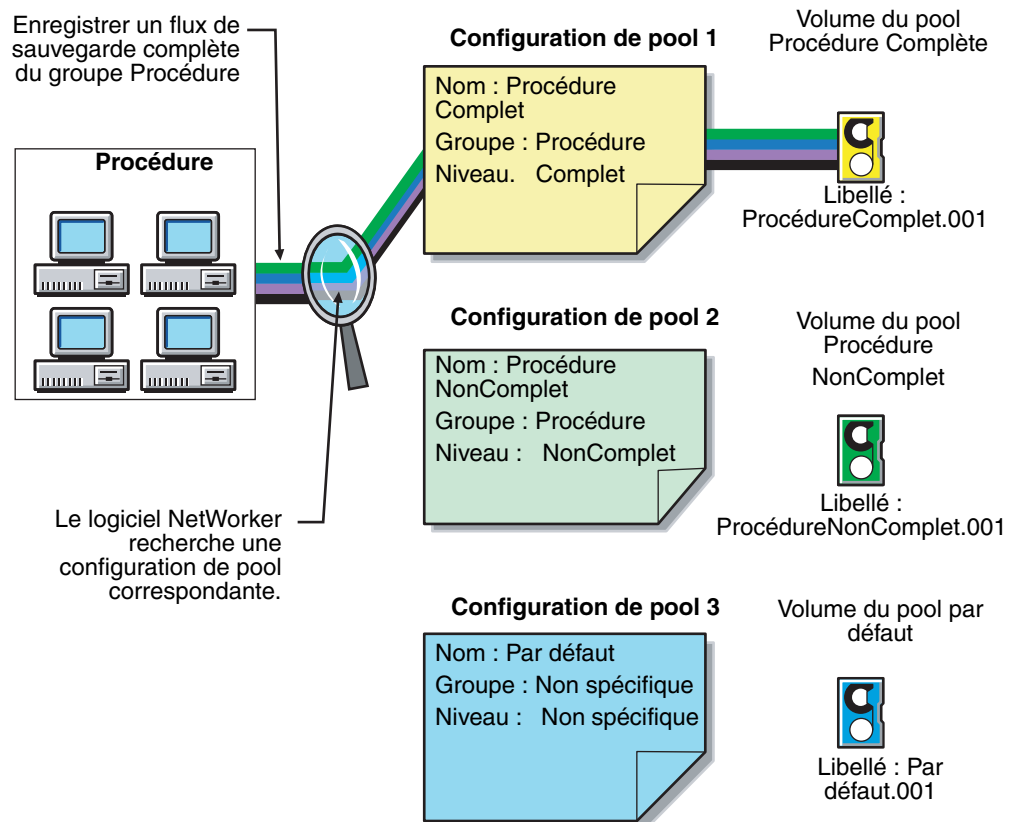 Enregistrer un flux de
sauvegarde complète
du groupe Procédure
Procédure
Le logiciel NetWorker
recherche une
configuration de pool
correspondante.
Configuration de pool 1
Nom : Procédure
Complet
Groupe : Procédure
Niveau. Complet
Volume du pool
Procédure Complète
Libellé :
ProcédureComplet.001
Configuration de pool 2
Nom : Procédure
NonComplet
Groupe : Procédure
Niveau : NonComplet
Volume du pool
Procédure
NonComplet
Libellé :
ProcédureNonComplet.001
Configuration de pool 3
Nom : Par défaut
Groupe : Non spécifique
Niveau : Non spécifique
Volume du pool par
défaut
Libellé : Par
défaut.001